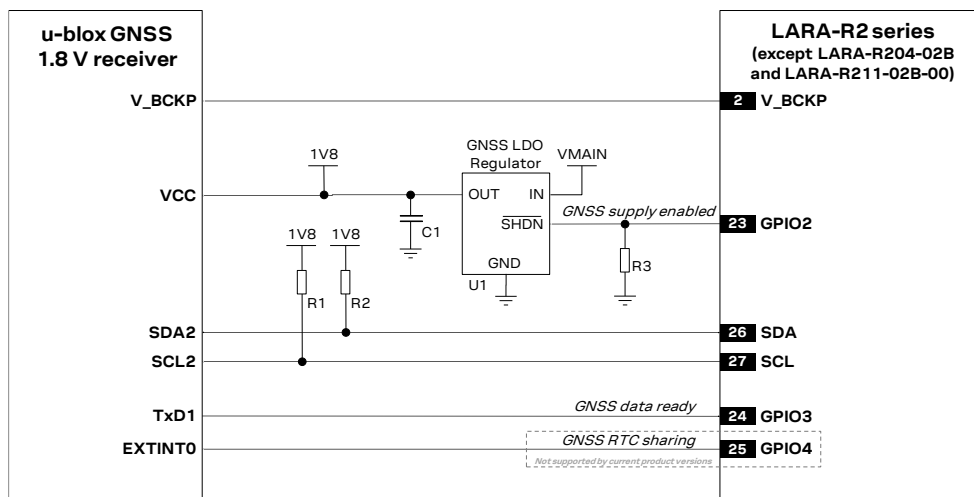 u-blox GNSS
1.8 V receiver
LARA-R2 series
(except LARA-R204-02B
and LARA-R211-02B-00)
V_BCKP
2 V_BCKP
GNSS LDO
Regulator
VMAIN
1V8
VCC
OUT
IN
GNSS supply enabled
SHDN
23 GPIO2
C1
1V8
1V8
GND
R3
U1
R1
R2
SDA2
26 SDA
SCL2
27 SCL
TxD1
GNSS data ready
24 GPIO3
EXTINT0
GNSS RTC sharing
25 GPIO4
Not supported by current product versions